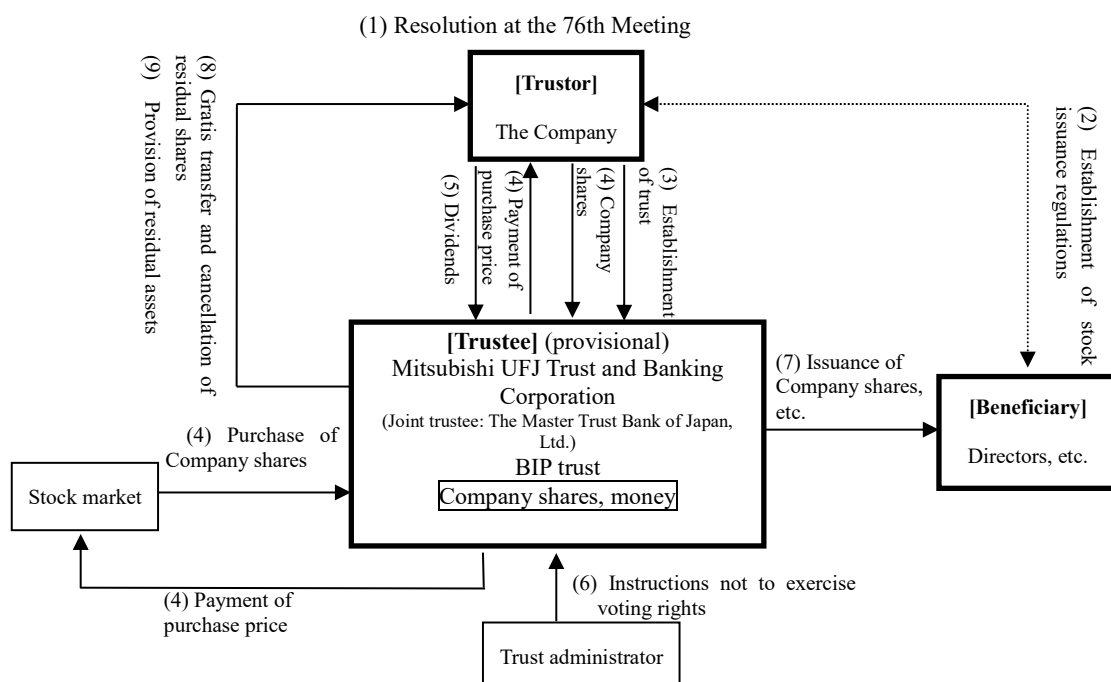 (1) Resolution at the 76th Meeting
[Trustor]
The Company
(9) Provision of residual assets
(8) Gratis transfer and cancellation of
residual shares
(5) Dividends
(4) Payment of
purchase price
(4) Company
shares
(3) Establishment
of trust
(2) Establishment of stock
issuance regulations
[Trustee] (provisional)
Mitsubishi UFJ Trust and Banking
Corporation
(Joint trustee: The Master Trust Bank of Japan,
Ltd.)
BIP trust
Company shares, money
(7) Issuance of
Company shares,
etc.
[Beneficiary]
Directors, etc.
(4) Purchase of
Company shares
Stock market
(4) Payment of
purchase price
(6) Instructions not to exercise
voting rights
Trust administrator